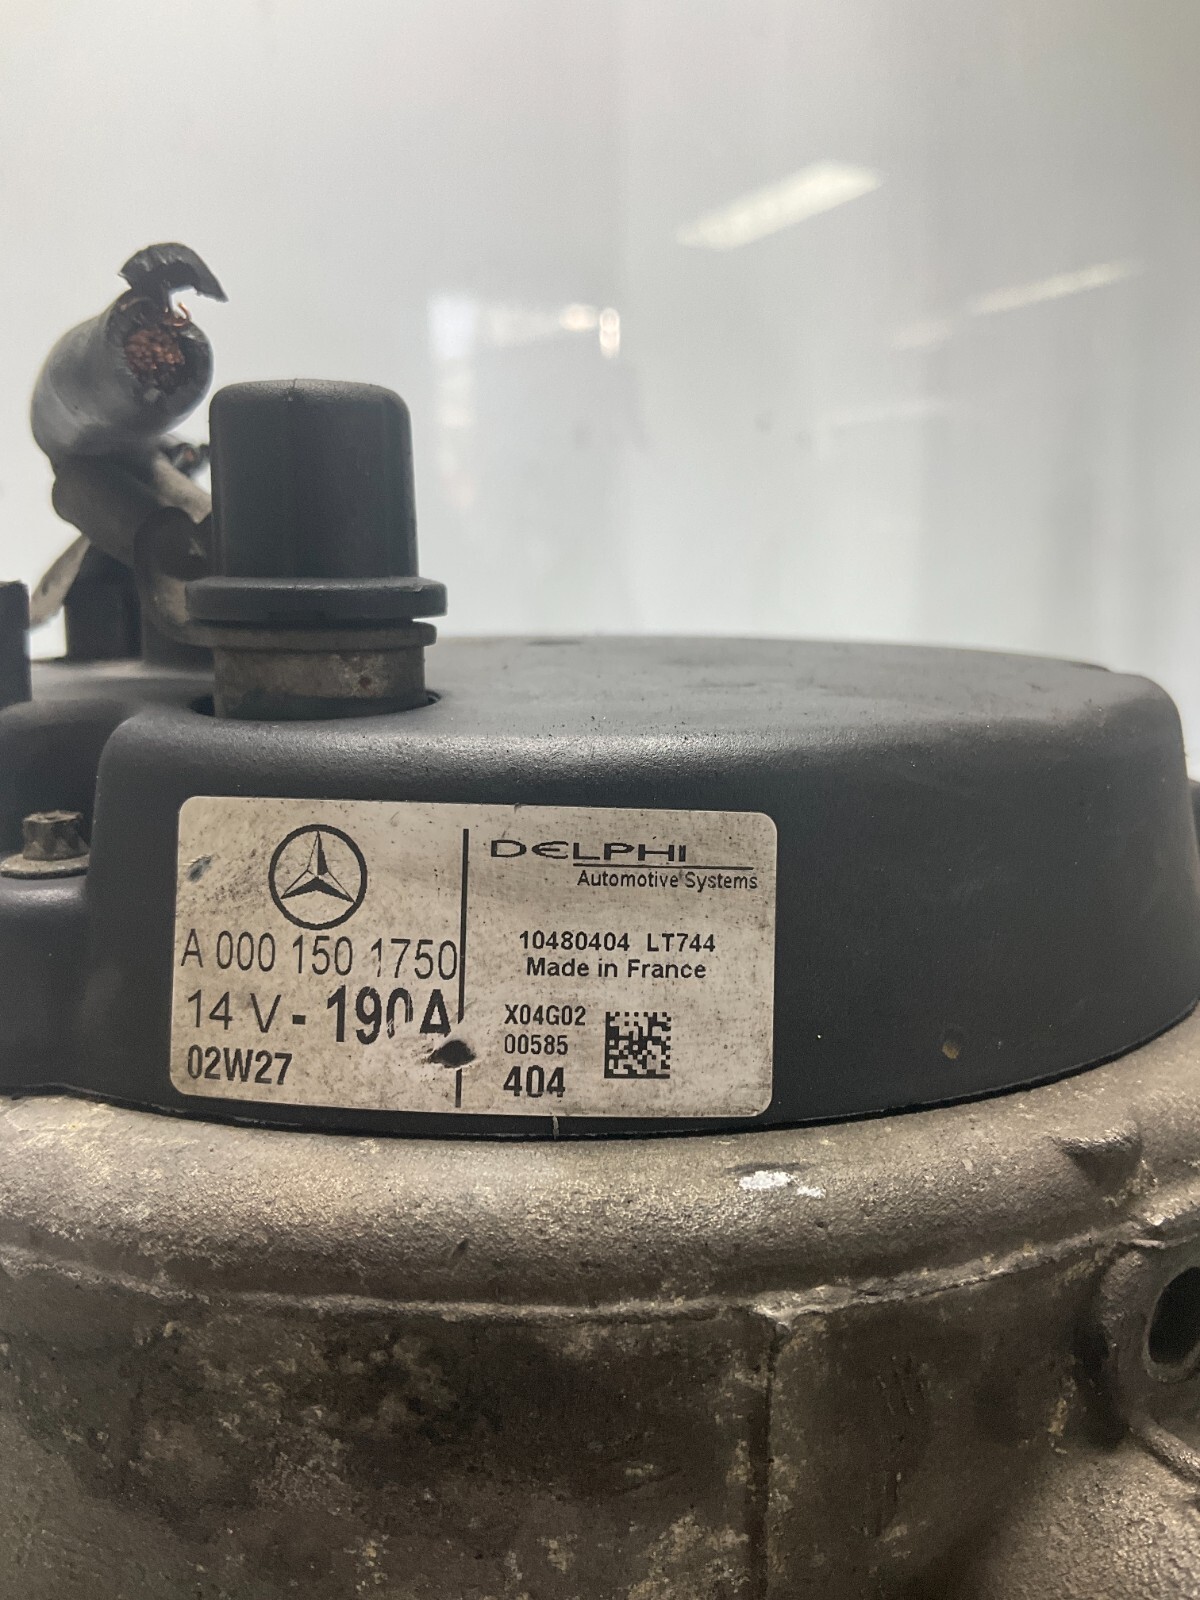 A 000 150 1750
14 V - 190A
02W27
DELPHI
Automotive Systems
10480404 LT744
Made in France
X04G02
00585
404